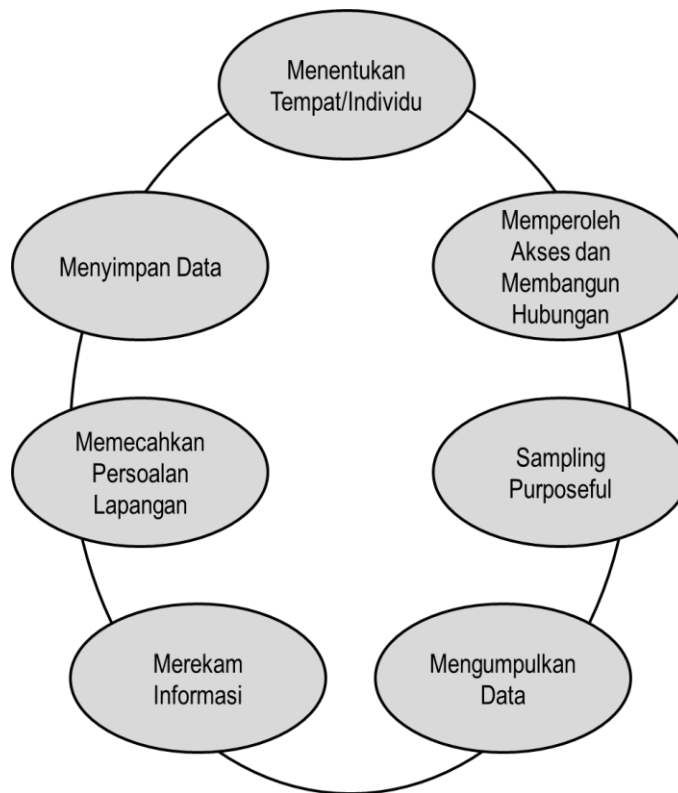 Menentukan
Tempat/Individu
Memperoleh
Akses dan
Membangun
Hubungan
Sampling
Purposeful
Mengumpulkan
Data
Merekam
Informasi
Memecahkan
Persoalan
Lapangan
Menyimpan Data